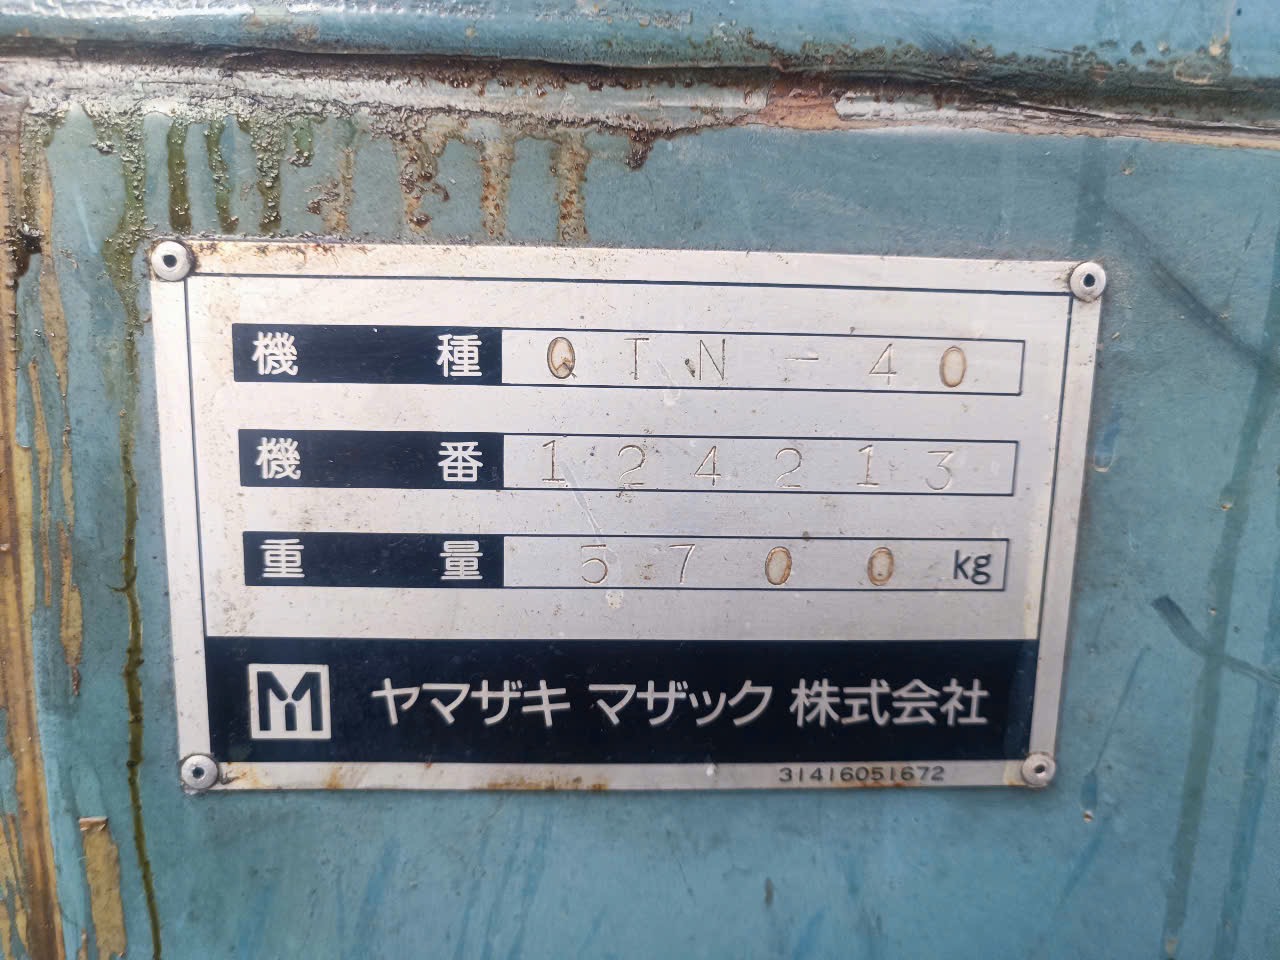 機種 QTN-40
機番 124213
重量 5700 kg
M ヤマザキ マザック 株式会社
31416051672